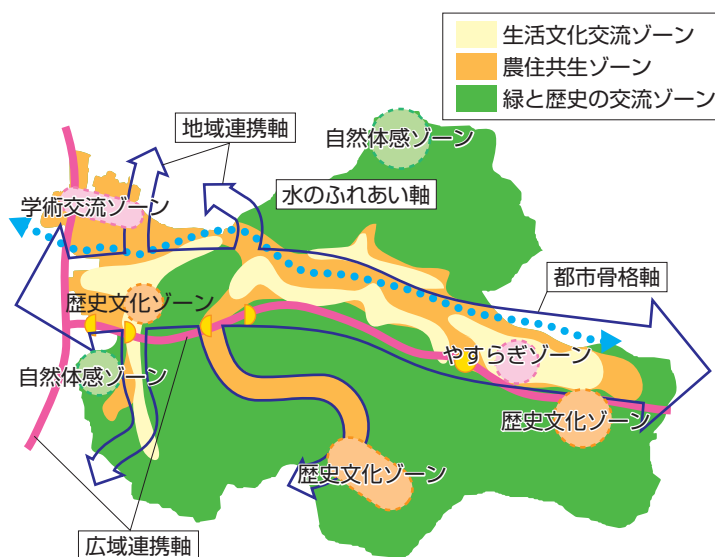 生活文化交流ゾーン
農住共生ゾーン
緑と歴史の交流ゾーン
地域連携軸
自然体感ゾーン
水のふれあい軸
学術交流ゾーン
都市骨格軸
歴史文化ゾーン
やすらぎゾーン
自然体感ゾーン
歴史文化ゾーン
歴史文化ゾーン
広域連携軸